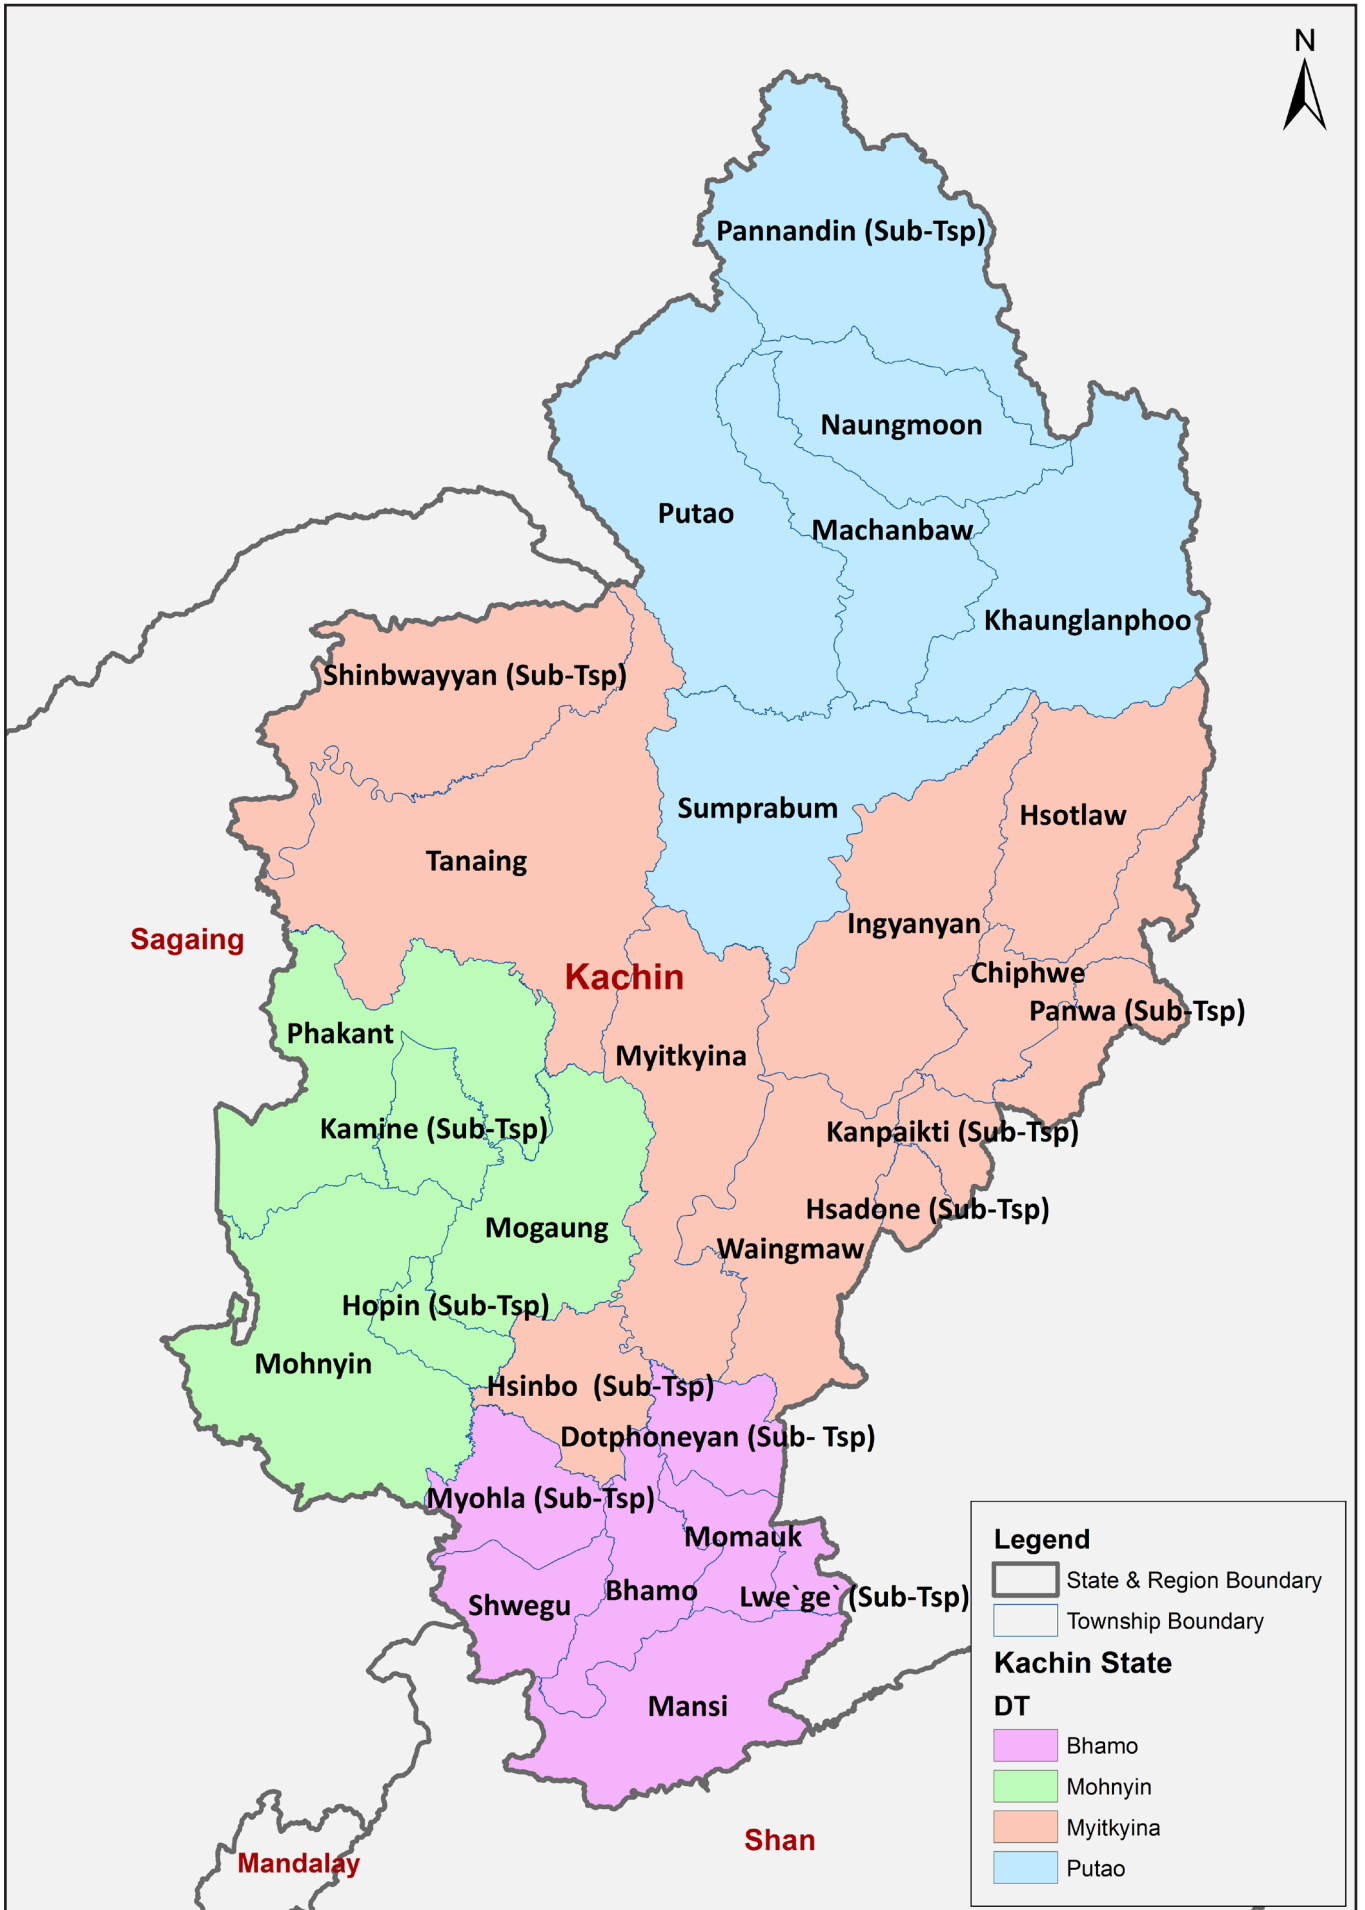 N
Pannandin (Sub-Tsp)
Naungmoon
Putao
Machanbaw
Khaunglanphoo
Shinbwayyan (Sub-Tsp)
Sumprabum
Hsotlaw
Tanaing
Ingyanyan
Sagaing
Kachin
Chiphwe
Panwa (Sub-Tsp)
Phakant
Myitkyina
Kamine (Sub-Tsp)
Kanpaikti (Sub-Tsp)
Hsadone (Sub-Tsp)
Mogaung
Waingmaw
Hopin (Sub-Tsp)
Mohnyin
Hsinbo (Sub-Tsp)
Dotphoneyan (Sub- Tsp)
Myohla (Sub-Tsp)
Momauk
Bhamo
Lwe`ge` (Sub-Tsp)
Shwegu
Mansi
Shan
Mandalay
Legend
State & Region Boundary
Township Boundary
Kachin State
DT
Bhamo
Mohnyin
Myitkyina
Putao